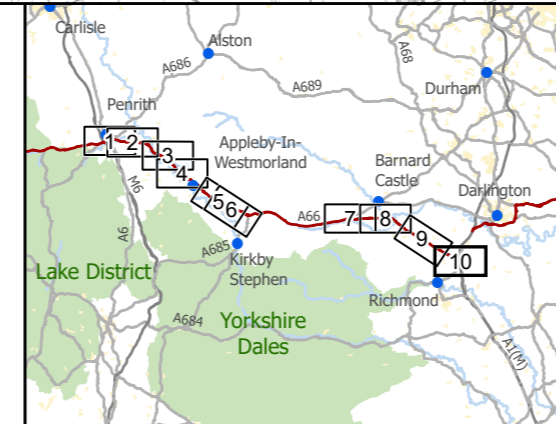 Carlisle
Alston
A686
A68
A689
Durham
Penrith
1
2
3
4
5
6
Appleby-In-
Westmorland
Barnard
Castle
Darlington
M6
A6
A66
7
8
9
10
A685
Kirkby
Stephen
Lake District
Richmond
A684
Yorkshire
Dales
A1(M)